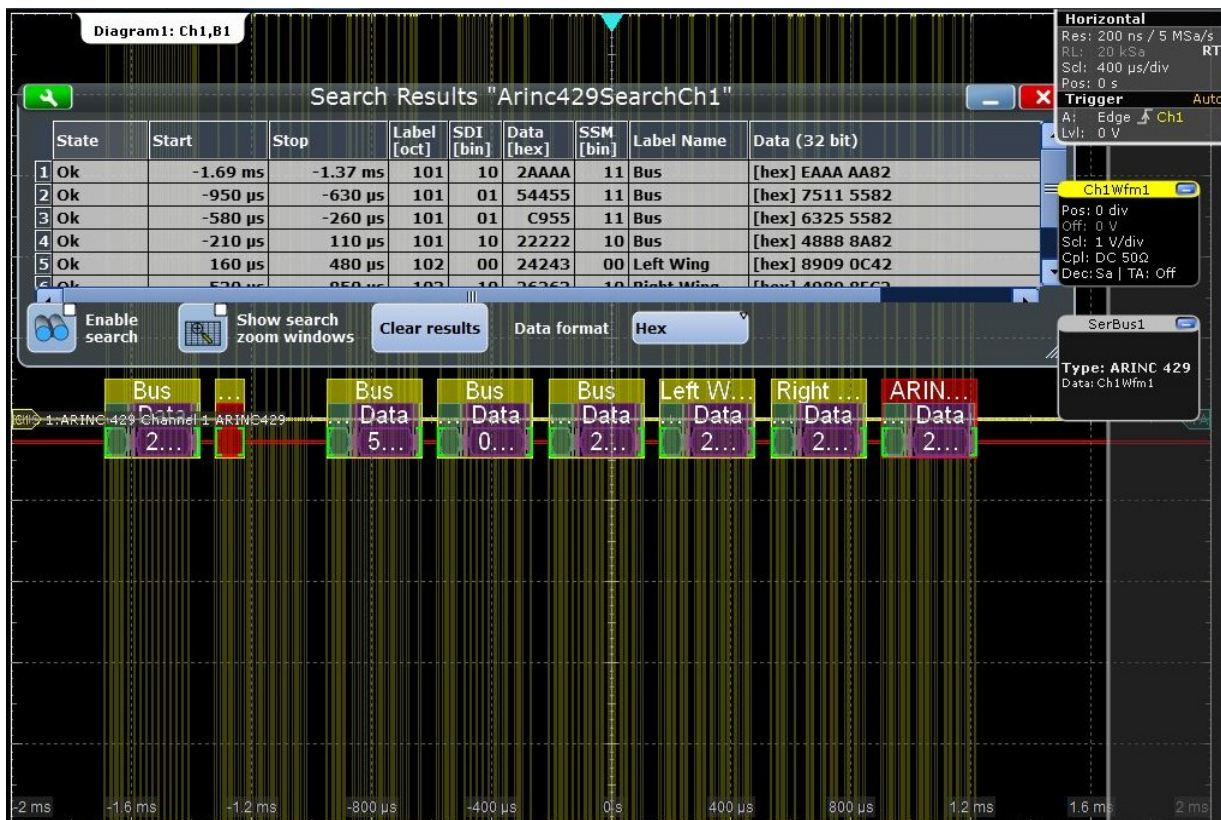 Diagram1: Ch1,B1
Horizontal
Res: 200 ns / 5 MSa/s
RL: 20 kSa RT
Scl: 400 µs/div
Pos: 0 s
Trigger Auto
A: Edge Ch1
Lvl: 0 V
Search Results "Arinc429SearchCh1"
State Start Stop Label [oct] SDI [bin] Data [hex] SSM [bin] Label Name Data (32 bit)
1 Ok -1.69 ms -1.37 ms 101 10 2AAAA 11 Bus [hex] EAAA AA82
2 Ok -950 µs -630 µs 101 01 54455 11 Bus [hex] 7511 5582
3 Ok -580 µs -260 µs 101 01 C955 11 Bus [hex] 6325 5582
4 Ok -210 µs 110 µs 101 10 22222 10 Bus [hex] 4888 8A82
5 Ok 160 µs 480 µs 102 00 24243 00 Left Wing [hex] 8909 0C42
Enable search
Show search zoom windows
Clear results
Data format
Hex
Ch1Wfm1
Pos: 0 div
Off: 0 V
Scl: 1 V/div
Cpl: DC 50Ω
Dec:Sa | TA: Off
SerBus1
Type: ARINC 429
Data: Ch1Wfm1
Bus ... Bus Bus Bus Left W... Right ... ARIN...
1:ARINC-429 Channel 1 ARINC429
Data ... Data ... Data ... Data ... Data ... Data ... Data
2... 5... 0... 2... 2... 2... 2...
-2 ms -1.6 ms -1.2 ms -800 µs -400 µs 0 s 400 µs 800 µs 1.2 ms 1.6 ms 2 ms